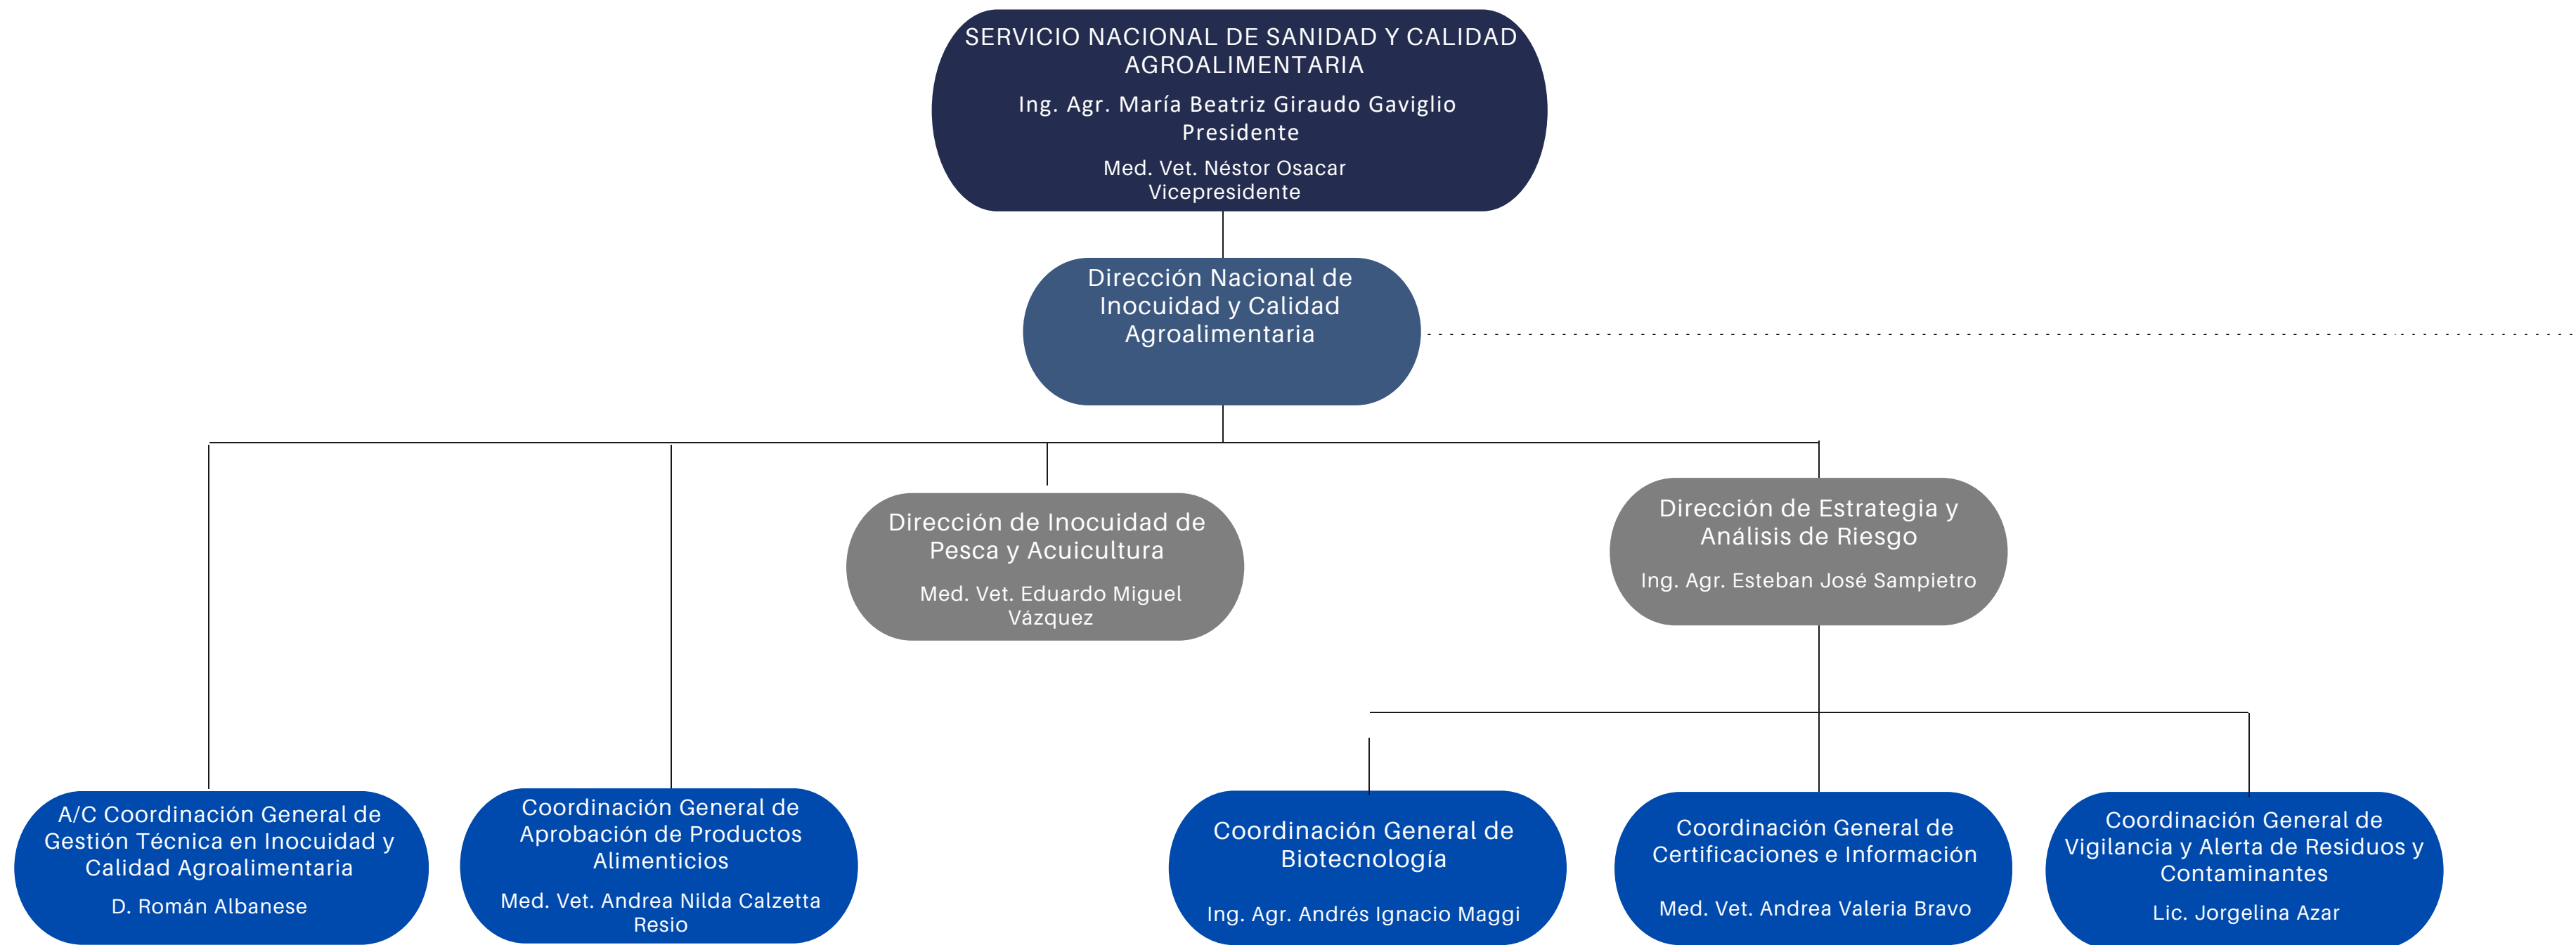 SERVICIO NACIONAL DE SANIDAD Y CALIDAD
AGROALIMENTARIA
Ing. Agr. María Beatriz Giraudo Gaviglio
Presidente
Med. Vet. Néstor Osacar
Vicepresidente
Dirección Nacional de
Inocuidad y Calidad
Agroalimentaria
Dirección de Inocuidad de
Pesca y Acuicultura
Med. Vet. Eduardo Miguel
Vázquez
Dirección de Estrategia y
Análisis de Riesgo
Ing. Agr. Esteban José Sampietro
A/C Coordinación General de
Gestión Técnica en Inocuidad y
Calidad Agroalimentaria
D. Román Albanese
Coordinación General de
Aprobación de Productos
Alimenticios
Med. Vet. Andrea Nilda Calzetta
Resio
Coordinación General de
Biotecnología
Ing. Agr. Andrés Ignacio Maggi
Coordinación General de
Certificaciones e Información
Med. Vet. Andrea Valeria Bravo
Coordinación General de
Vigilancia y Alerta de Residuos y
Contaminantes
Lic. Jorgelina Azar